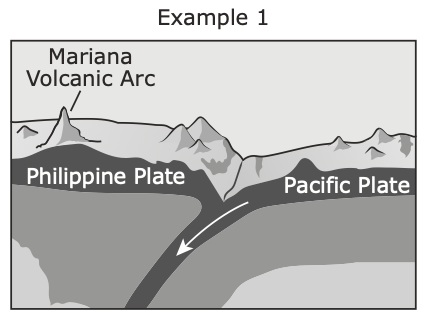 Example 1
Mariana
Volcanic Arc
Philippine Plate
Pacific Plate